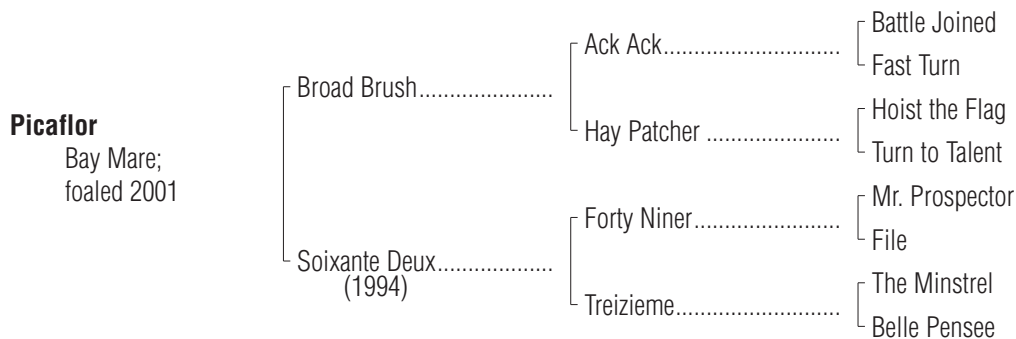 Picaflor
Bay Mare;
foaled 2001
Broad Brush......................
Soixante Deux...................
(1994)
Ack Ack............................
Hay Patcher .....................
Forty Niner.......................
Treizieme..........................
Battle Joined
Fast Turn
Hoist the Flag
Turn to Talent
Mr. Prospector
File
The Minstrel
Belle Pensee